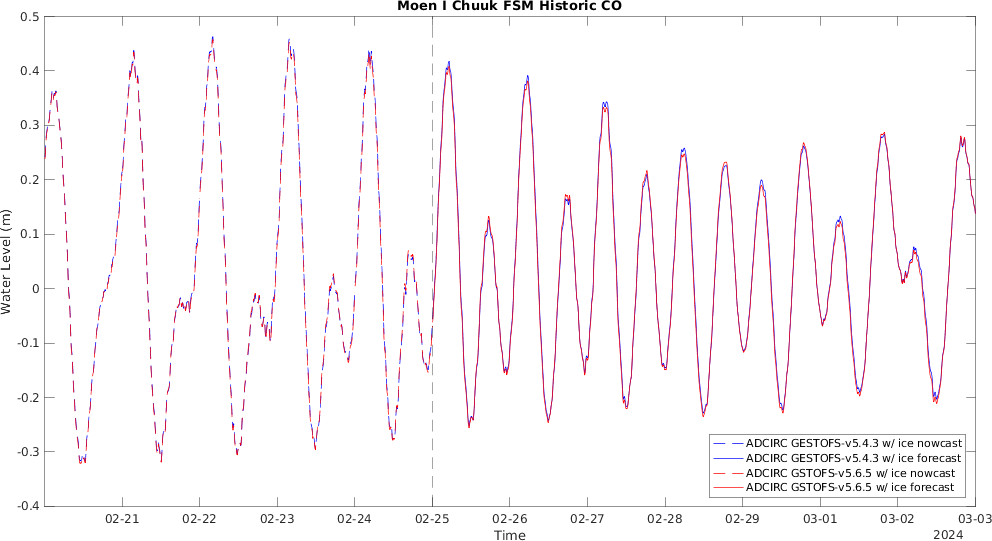 Moen I Chuuk FSM Historic CO
0.5
0.4
0.3
0.2
0.1
0
-0.1
-0.2
-0.3
-0.4
Water Level (m)
02-21 02-22 02-23 02-24 02-25 02-26 02-27 02-28 02-29 03-01 03-02 03-03
Time
2024
ADCIRC GESTOFS-v5.4.3 w/ ice nowcast
ADCIRC GESTOFS-v5.4.3 w/ ice forecast
ADCIRC GSTOFS-v5.6.5 w/ ice nowcast
ADCIRC GSTOFS-v5.6.5 w/ ice forecast